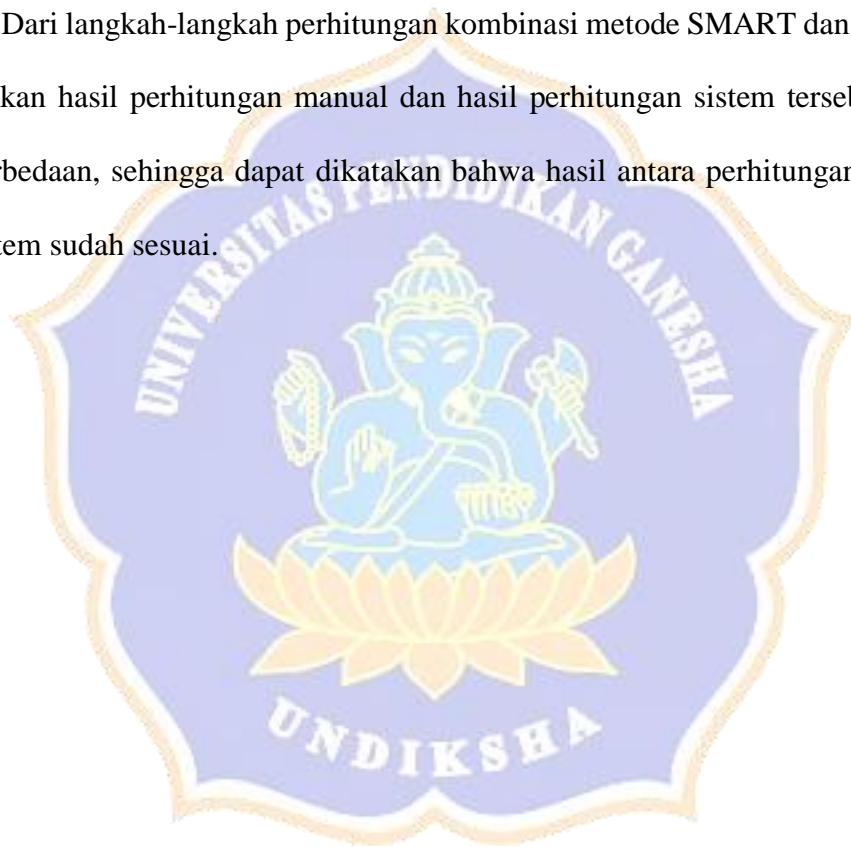 Dari langkah-langkah perhitungan kombinasi metode SMART dan
kan hasil perhitungan manual dan hasil perhitungan sistem terseb
rbedaan, sehingga dapat dikatakan bahwa hasil antara perhitungan
tem sudah sesuai.
UNIVERSITAS PENDIDIKAN GANESHA
UNDIKSHA